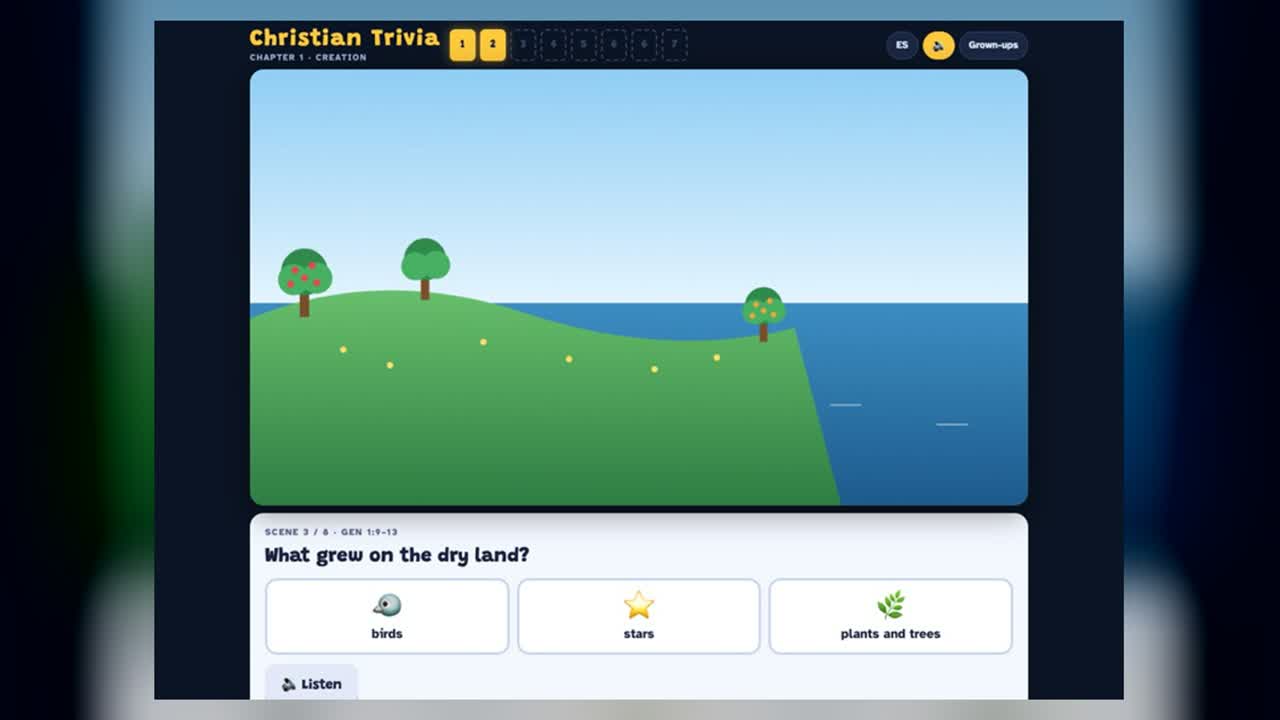 Christian Trivia
CHAPTER 1 · CREATION
1 2 3 4 5 6 6 7
ES
Grown-ups
SCENE 3 / 8 · GEN 1:9-13
What grew on the dry land?
birds
stars
plants and trees
Listen